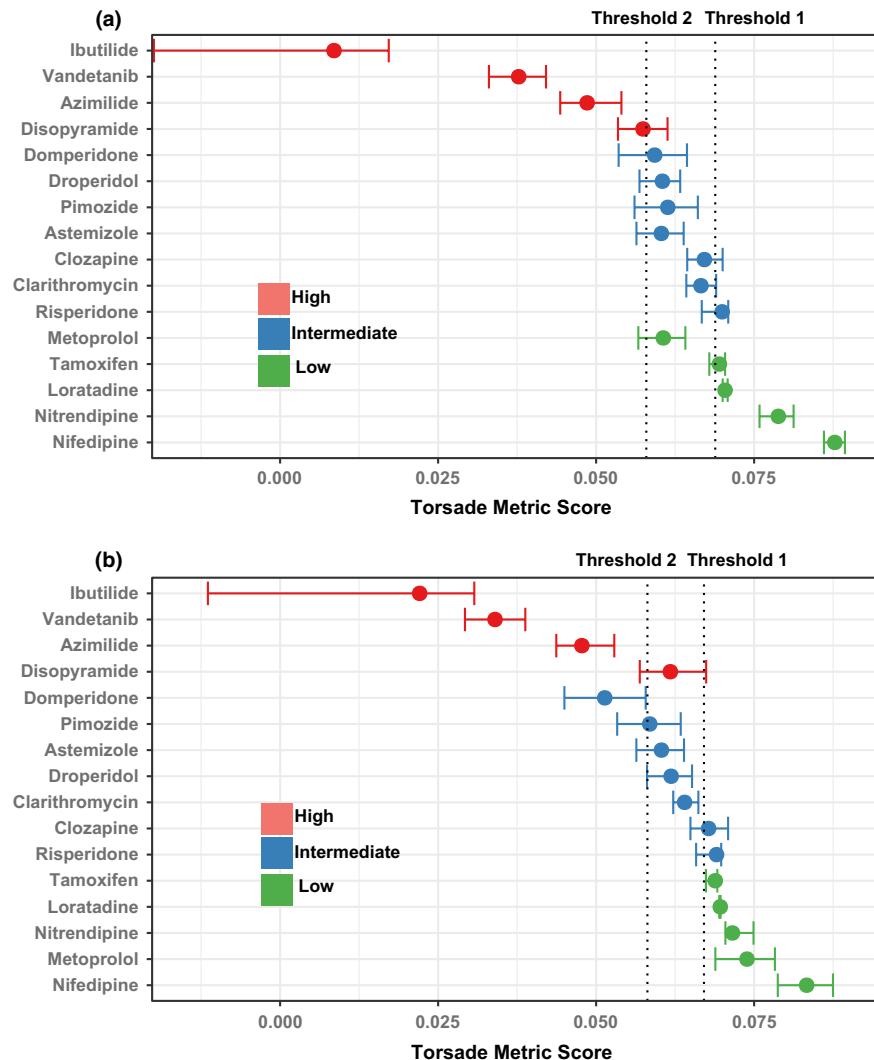 (a)
Threshold 2 Threshold 1
Ibutilide
Vandetanib
Azimilide
Disopyramide
Domperidone
Droperidol
Pimozide
Astemizole
Clozapine
Clarithromycin
Risperidone
Metoprolol
Tamoxifen
Loratadine
Nitrendipine
Nifedipine
High
Intermediate
Low
0.000 0.025 0.050 0.075
Torsade Metric Score
(b)
Threshold 2 Threshold 1
Ibutilide
Vandetanib
Azimilide
Disopyramide
Domperidone
Pimozide
Astemizole
Droperidol
Clarithromycin
Clozapine
Risperidone
Tamoxifen
Loratadine
Nitrendipine
Metoprolol
Nifedipine
High
Intermediate
Low
0.000 0.025 0.050 0.075
Torsade Metric Score